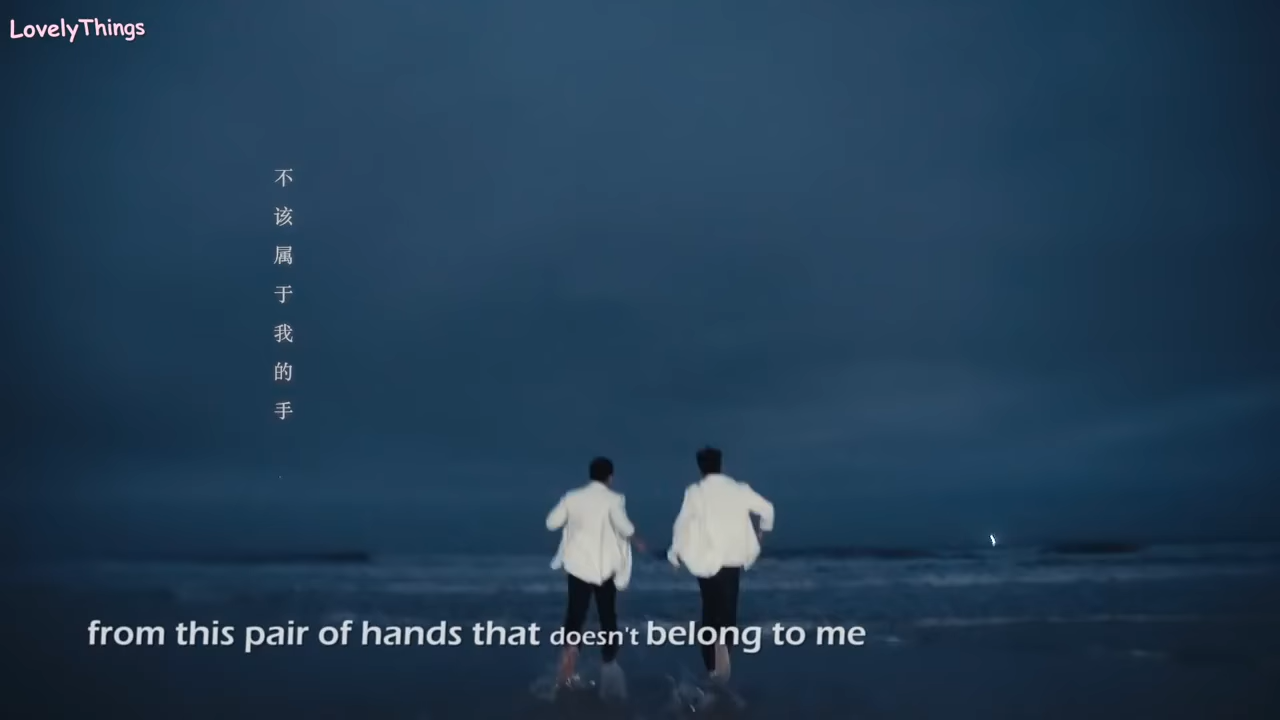 LovelyThings
不该属于我的手
from this pair of hands that doesn't belong to me